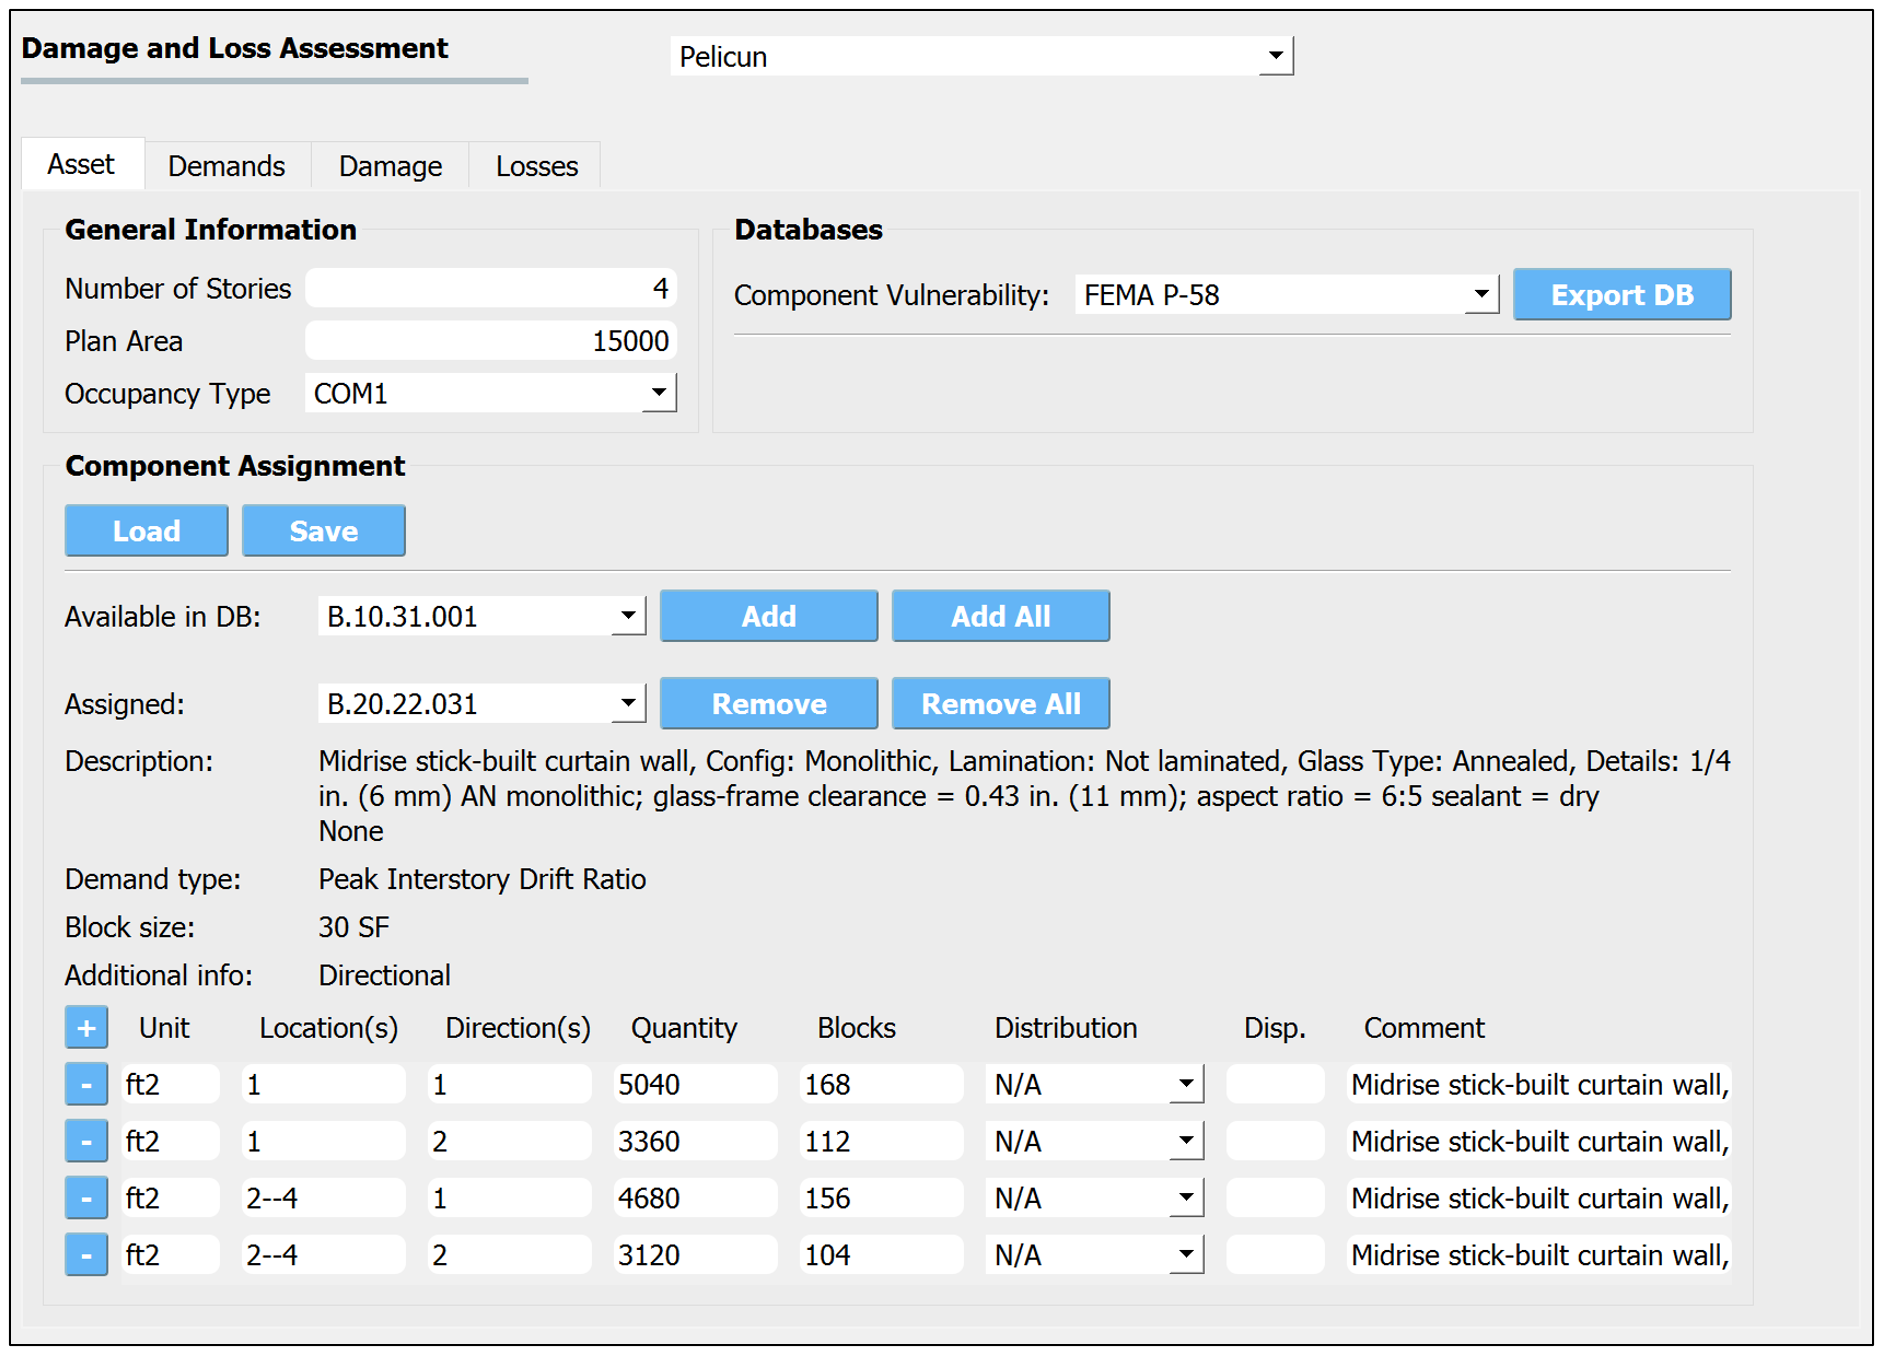 Damage and Loss Assessment
Pelicun
Asset Demands Damage Losses
General Information
Number of Stories 4
Plan Area 15000
Occupancy Type COM1
Databases
Component Vulnerability: FEMA P-58 Export DB
Component Assignment
Load Save
Available in DB: B.10.31.001 Add Add All
Assigned: B.20.22.031 Remove Remove All
Description: Midrise stick-built curtain wall, Config: Monolithic, Lamination: Not laminated, Glass Type: Annealed, Details: 1/4
in. (6 mm) AN monolithic; glass-frame clearance = 0.43 in. (11 mm); aspect ratio = 6:5 sealant = dry
None
Demand type: Peak Interstory Drift Ratio
Block size: 30 SF
Additional info: Directional
+ Unit Location(s) Direction(s) Quantity Blocks Distribution Disp. Comment
- ft2 1 1 5040 168 N/A Midrise stick-built curtain wall,
- ft2 1 2 3360 112 N/A Midrise stick-built curtain wall,
- ft2 2--4 1 4680 156 N/A Midrise stick-built curtain wall,
- ft2 2--4 2 3120 104 N/A Midrise stick-built curtain wall,